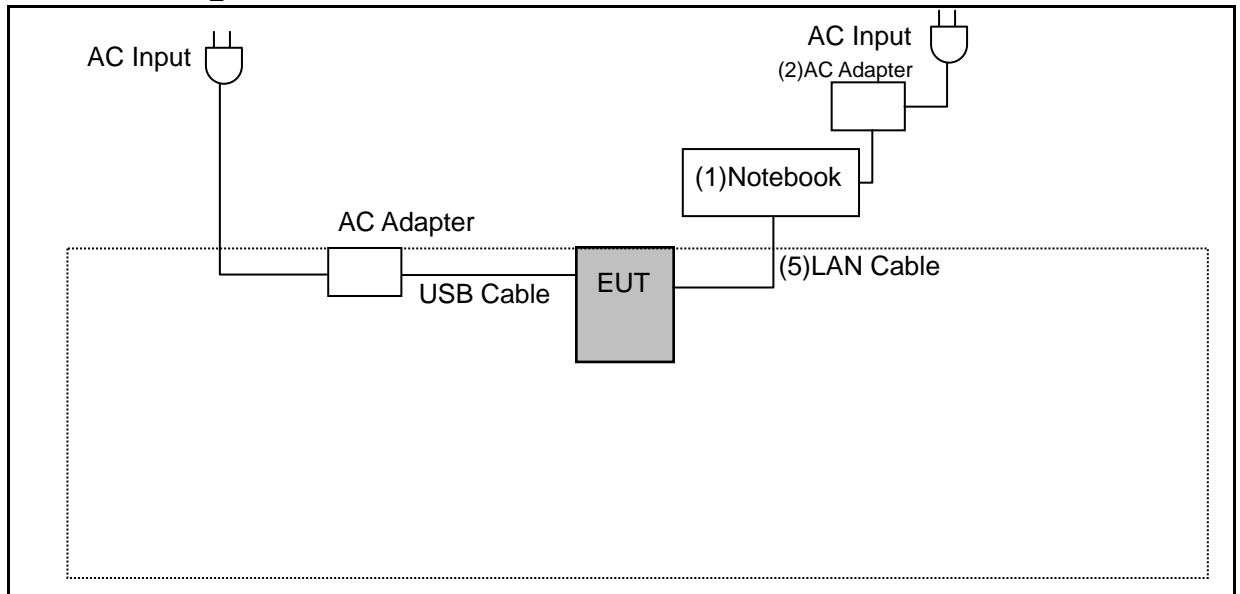 AC Input
AC Input
(2)AC Adapter
(1)Notebook
AC Adapter
EUT
(5)LAN Cable
USB Cable